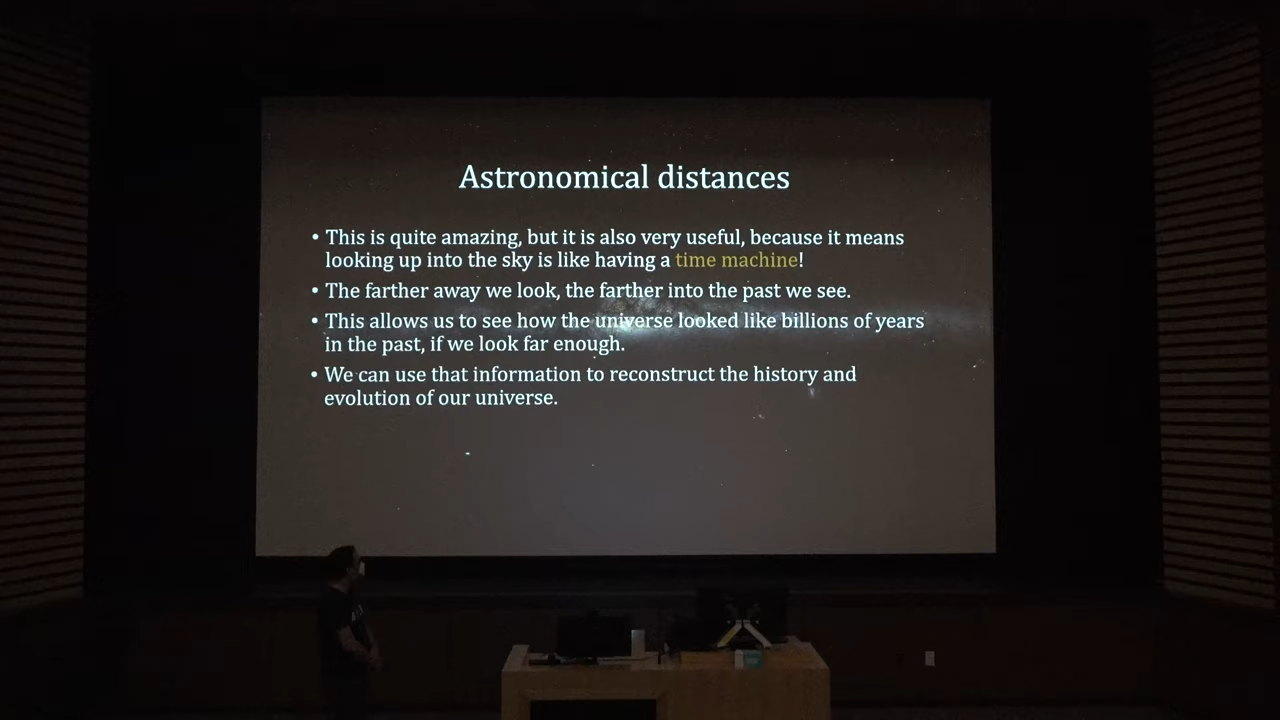 Astronomical distances
• This is quite amazing, but it is also very useful, because it means
looking up into the sky is like having a time machine!
• The farther away we look, the farther into the past we see.
• This allows us to see how the universe looked like billions of years
in the past, if we look far enough.
• We can use that information to reconstruct the history and
evolution of our universe.